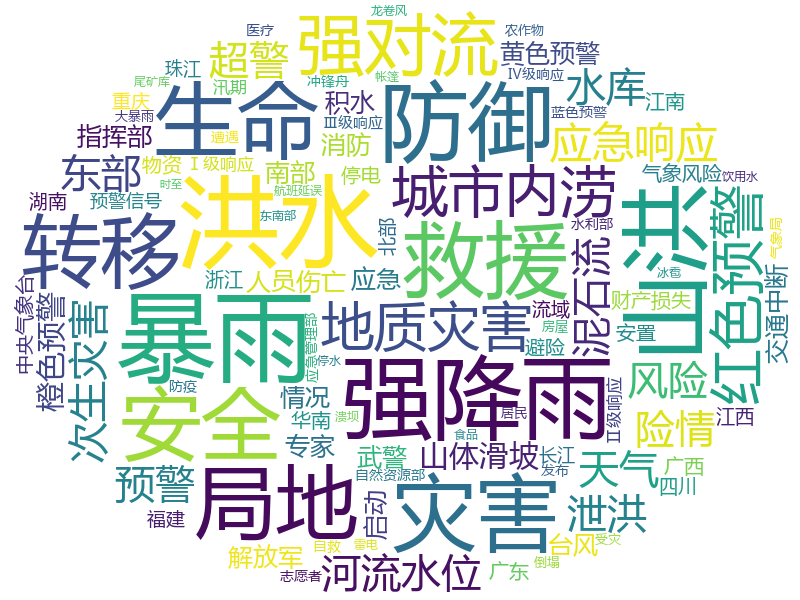 龙卷风
医疗
强对流
农作物
超警
黄色预警
珠江
帐篷
Ⅳ级响应
尾矿库
汛期
冲锋舟
水库
生命
防御
重庆
积水
江南
大暴雨
Ⅲ级响应
蓝色预警
指挥部
遭遇
消防
应急响应
东部
物资
Ⅰ级响应
南部
停电
城市内涝
气象风险
饮用水
时至
航班延误
湖南
预警信号
洪水
山洪
红色预警
转移
东南部
北部
救援
水利部
气象局
泥石流
中央气象台
浙江
人员伤亡
应急
冰雹
交通中断
橙色预警
暴雨
地质灾害
流域
财产损失
次生灾害
应急管理部
停水
房屋
安置
避险
强降雨
防疫
情况
Ⅱ级响应
风险
安全
溃坝
华南
居民
江西
险情
专家
食品
武警
山体滑坡
长江
天气
广西
预警
自然资源部
发布
四川
局地
灾害
启动
泄洪
福建
解放军
自救
雷电
台风
受灾
志愿者
河流水位
广东
倒塌